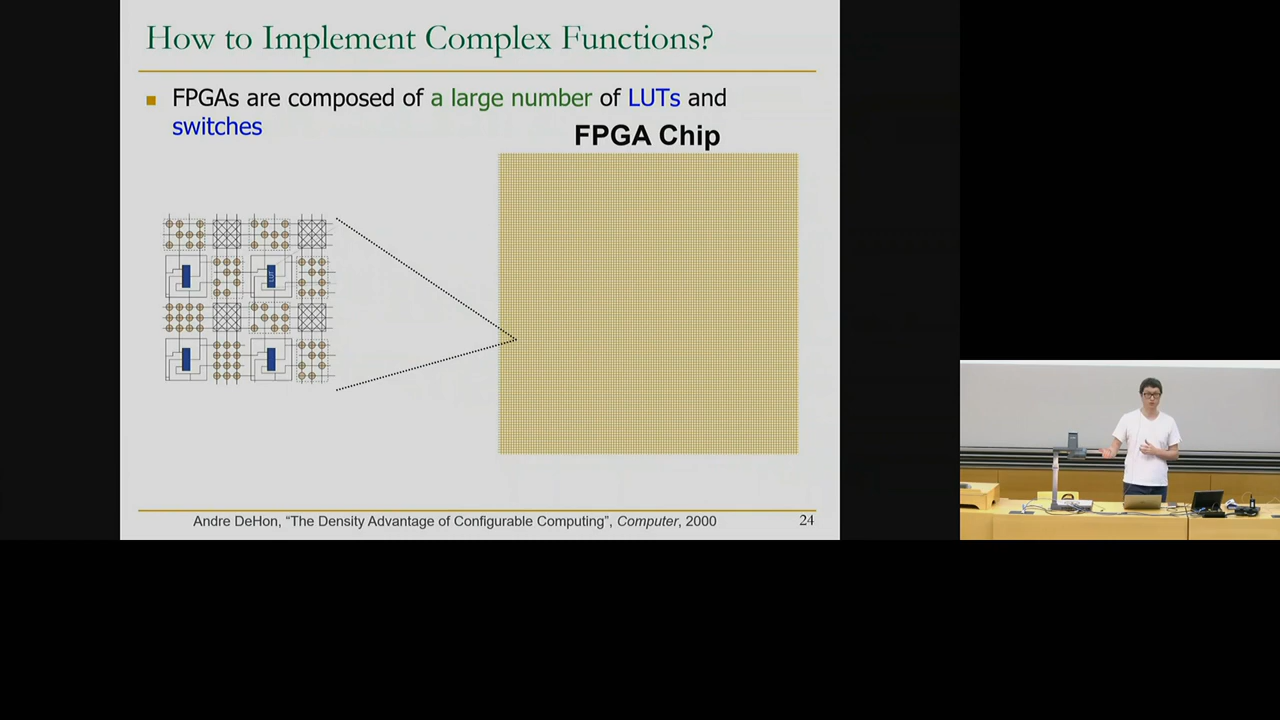 How to Implement Complex Functions?
FPGAs are composed of a large number of LUTs and
switches
FPGA Chip
LUT
Andre DeHon, “The Density Advantage of Configurable Computing”, Computer, 2000
24